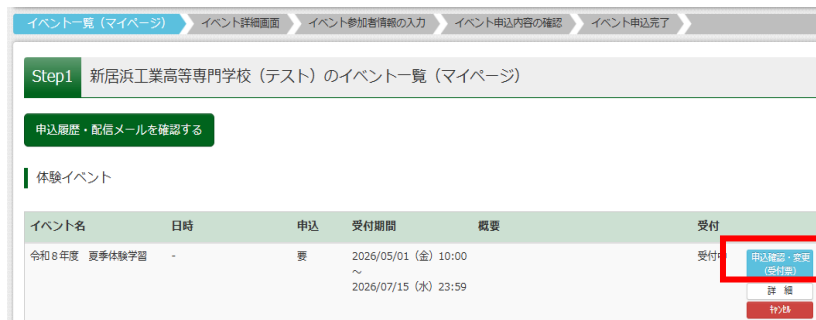 イベント一覧（マイページ） イベント詳細画面 イベント参加者情報の入力 イベント申込内容の確認 イベント申込完了
Step1 新居浜工業高等専門学校（テスト）のイベント一覧（マイページ）
申込履歴・配信メールを確認する
体験イベント
イベント名 日時 申込 受付期間 概要 受付
令和８年度 夏季体験学習 - 要 2026/05/01（金）10:00 受付中 申込確認・変更
～ (受付票)
2026/07/15（水）23:59 詳 細
ｷｬﾝｾﾙ